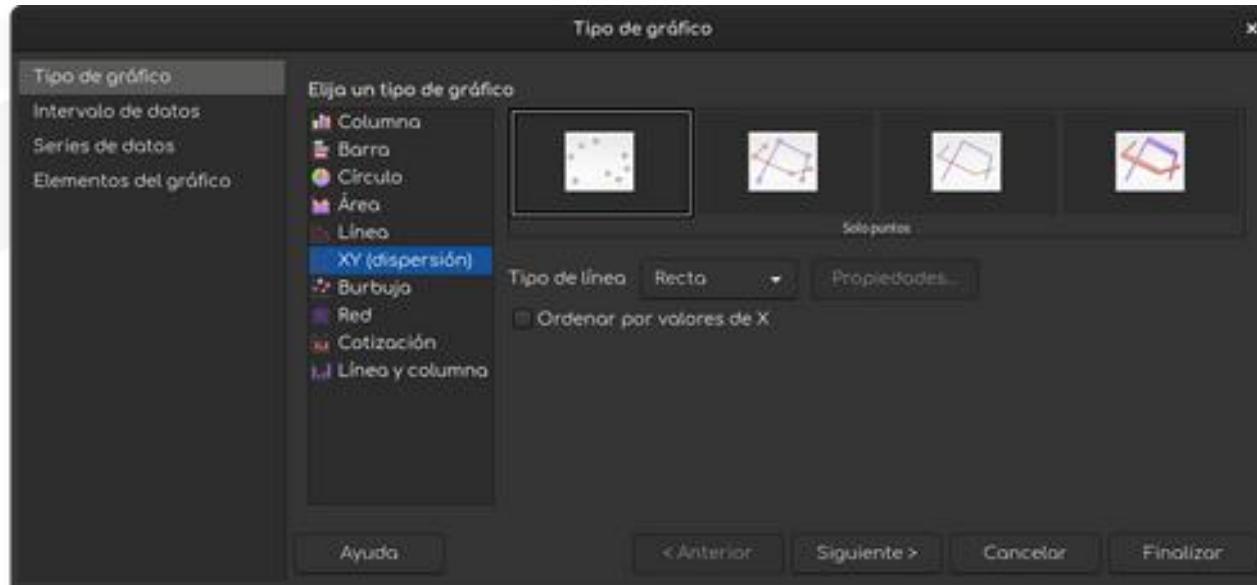 Tipo de gráfico
x
Tipo de gráfico
Intervalo de datos
Series de datos
Elementos del gráfico
Elija un tipo de gráfico
Columna
Barra
Círculo
Área
Línea
XY (dispersión)
Burbuja
Red
Cotización
Línea y columna
Solo puntos
Tipo de línea Recta Propiedades...
Ordenar por valores de X
Ayuda < Anterior Siguiente > Cancelar Finalizar